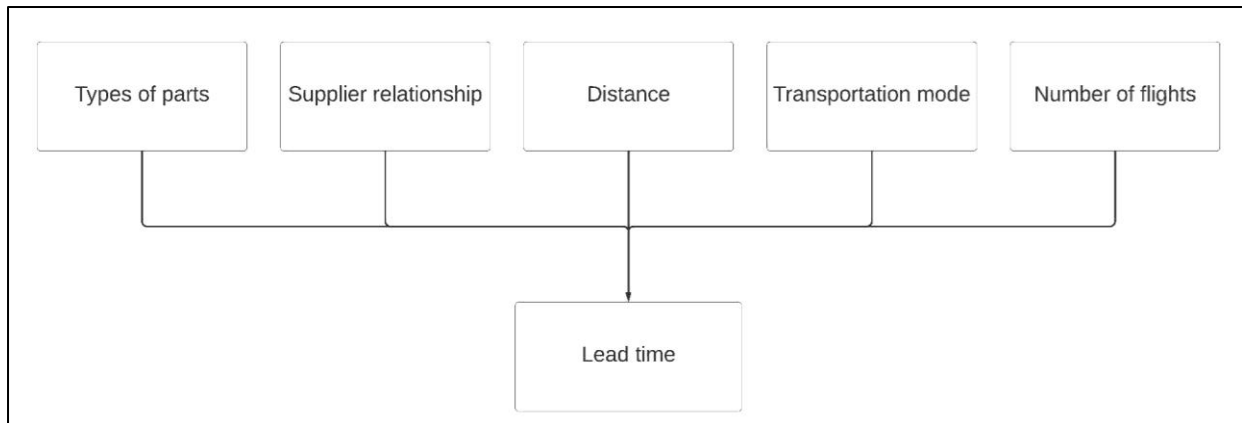 Types of parts
Supplier relationship
Distance
Transportation mode
Number of flights
Lead time